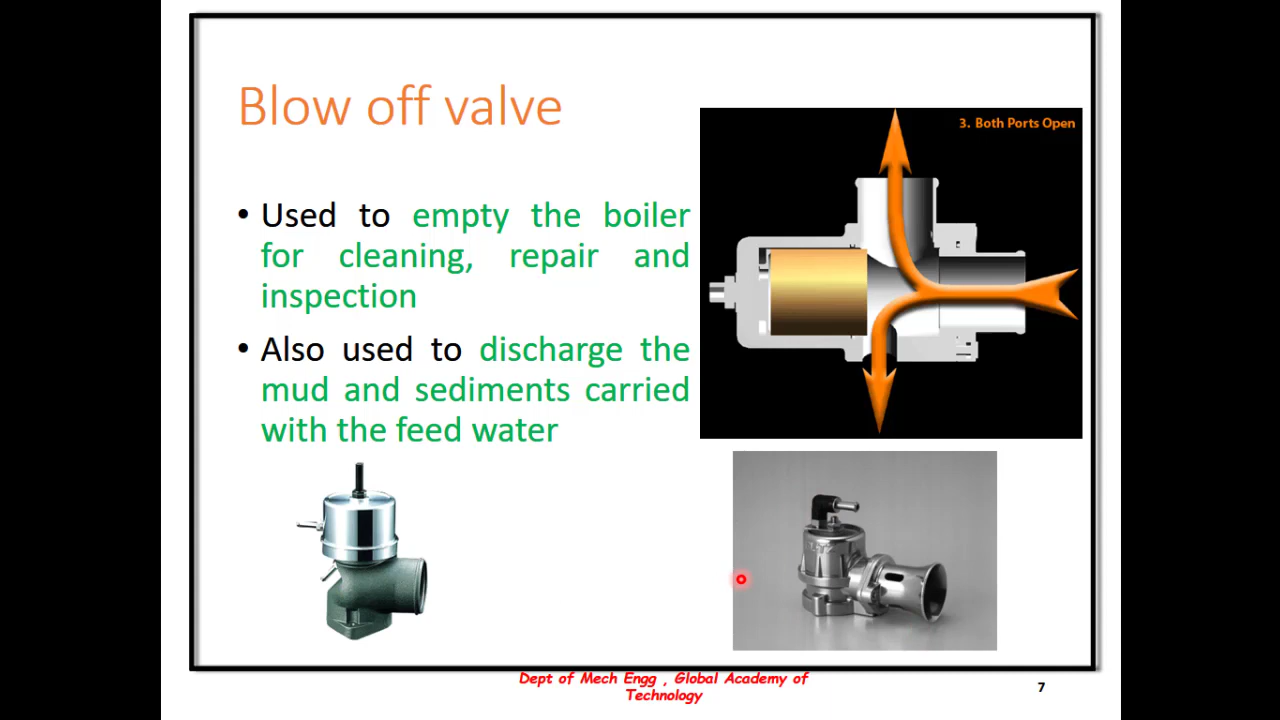 Blow off valve
3. Both Ports Open
• Used to empty the boiler
for cleaning, repair and
inspection
• Also used to discharge the
mud and sediments carried
with the feed water
Dept of Mech Engg , Global Academy of
Technology
7